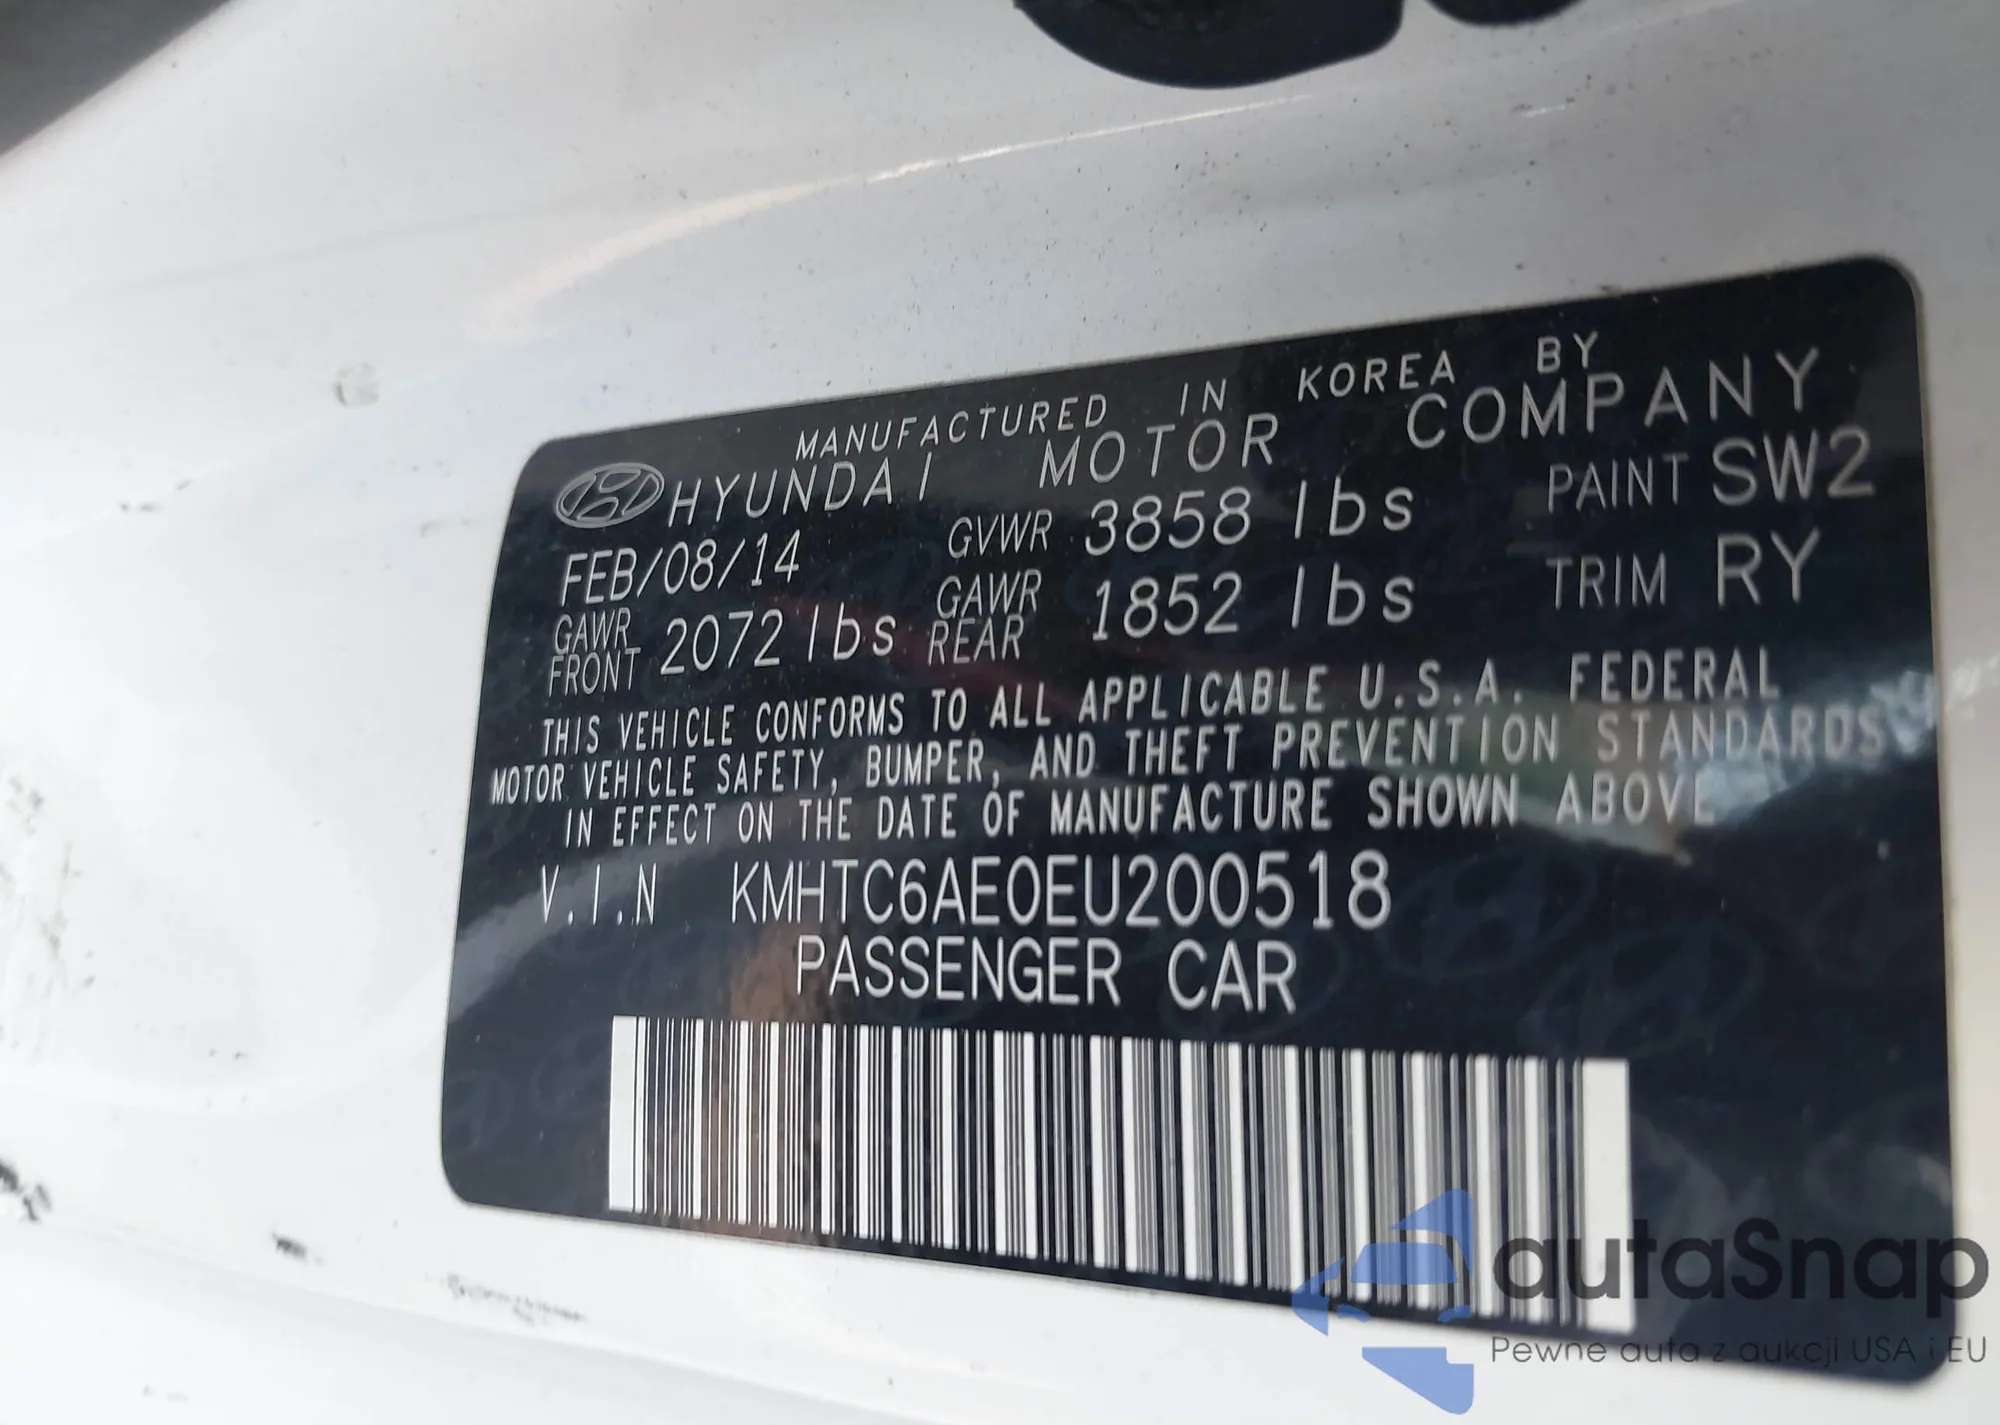 MANUFACTURED IN KOREA BY
HYUNDAI MOTOR COMPANY
FEB/08/14 GVWR 3858 lbs PAINT SW2
GAWR FRONT 2072 lbs GAWR REAR 1852 lbs TRIM RY
THIS VEHICLE CONFORMS TO ALL APPLICABLE U.S.A. FEDERAL
MOTOR VEHICLE SAFETY, BUMPER, AND THEFT PREVENTION STANDARDS
IN EFFECT ON THE DATE OF MANUFACTURE SHOWN ABOVE
V.I.N KMHTC6AE0EU200518
PASSENGER CAR
autaSnap
Pewne auta z aukcji USA i EU